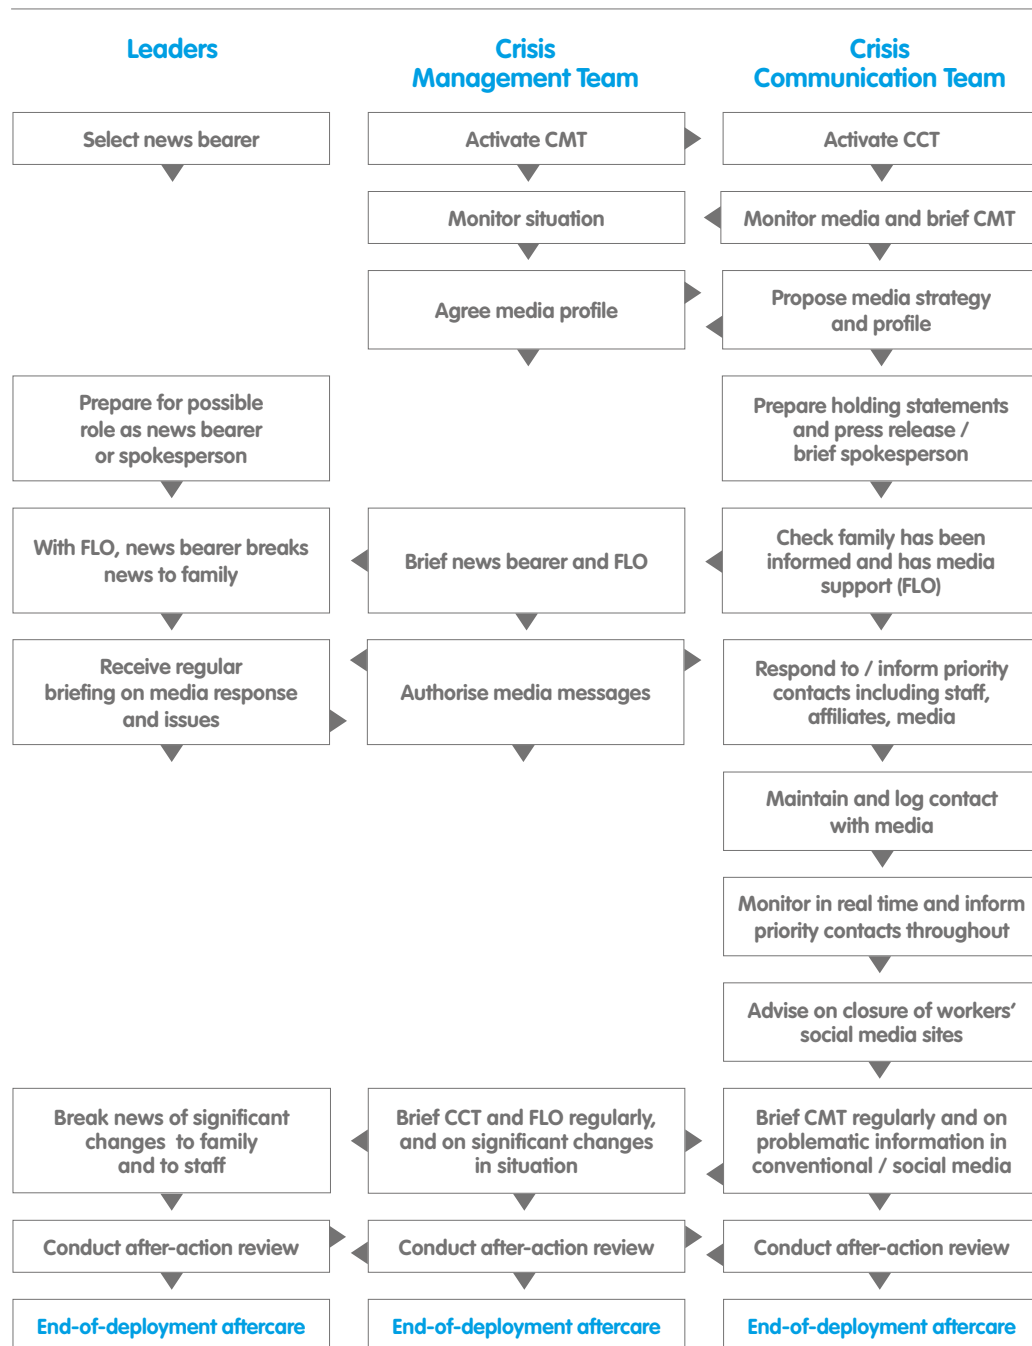 Leaders
Crisis
Management Team
Crisis
Communication Team
Select news bearer
Activate CMT
Activate CCT
Monitor situation
Monitor media and brief CMT
Agree media profile
Propose media strategy
and profile
Prepare for possible
role as news bearer
or spokesperson
Prepare holding statements
and press release /
brief spokesperson
With FLO, news bearer breaks
news to family
Brief news bearer and FLO
Check family has been
informed and has media
support (FLO)
Receive regular
briefing on media response
and issues
Authorise media messages
Respond to / inform priority
contacts including staff,
affiliates, media
Maintain and log contact
with media
Monitor in real time and inform
priority contacts throughout
Advise on closure of workers’
social media sites
Break news of significant
changes to family
and to staff
Brief CCT and FLO regularly,
and on significant changes
in situation
Brief CMT regularly and on
problematic information in
conventional / social media
Conduct after-action review
Conduct after-action review
Conduct after-action review
End-of-deployment aftercare
End-of-deployment aftercare
End-of-deployment aftercare